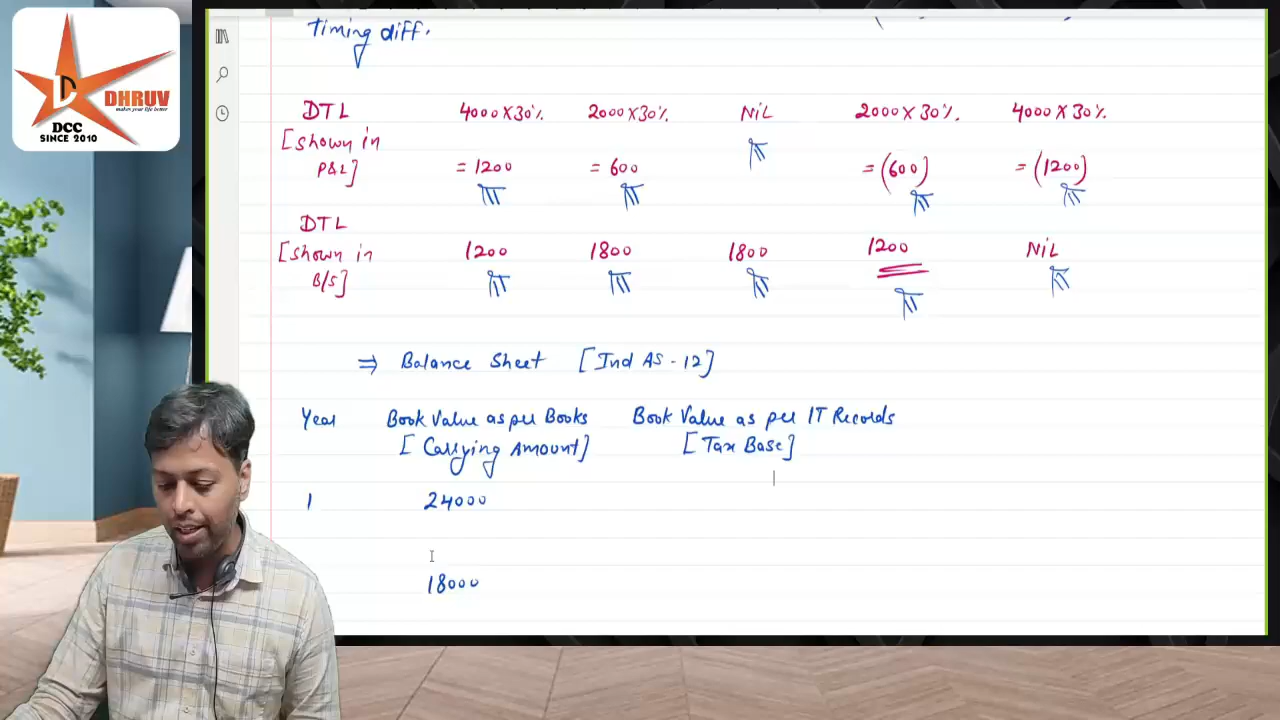 DHRUV
makes your life better
DCC
SINCE 2010
timing diff.
DTL 4000 X 30% 2000 X 30% NiL 2000 X 30% 4000 X 30%
[shown in
P&L] = 1200 = 600 = (600) = (1200)
DTL
[shown in 1200 1800 1800 1200 NiL
B/S]
⇒ Balance Sheet [Ind AS-12]
Year Book Value as per Books Book Value as per IT Records
[Carrying Amount] [Tax Base]
1 24000
18000